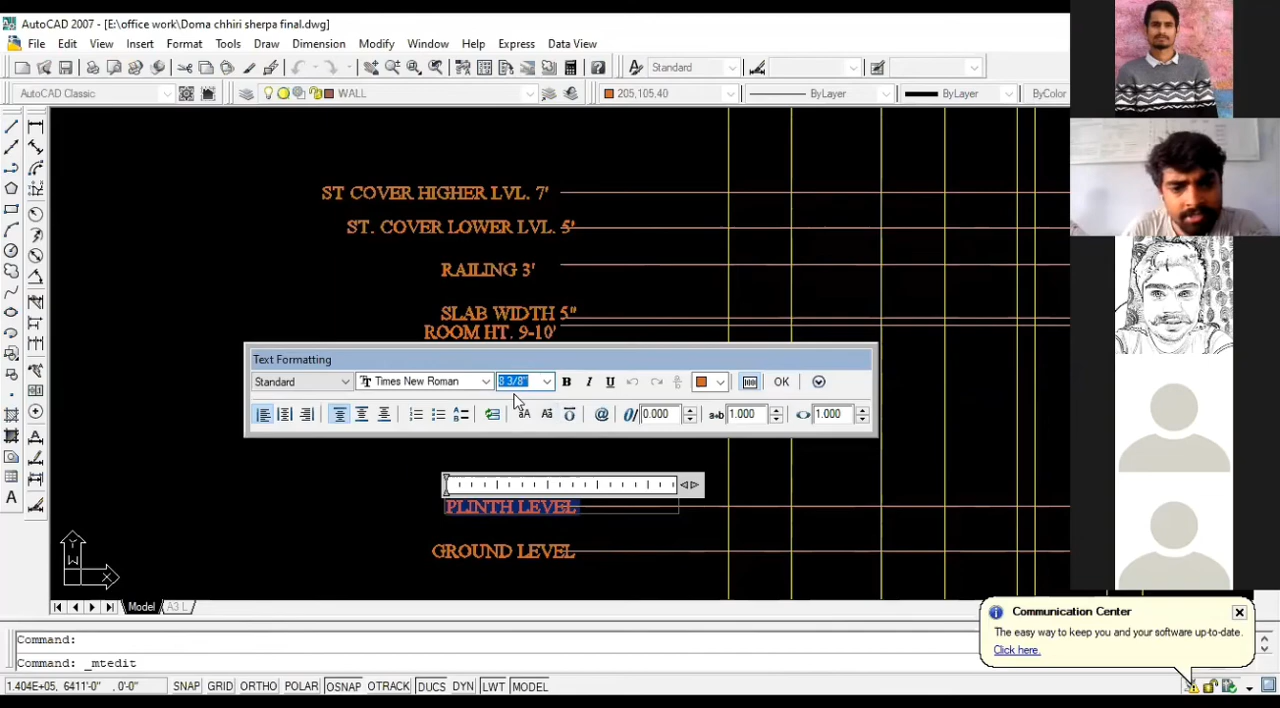 AutoCAD 2007 - [E:\office work\Doma chhiri sherpa final.dwg]
File Edit View Insert Format Tools Draw Dimension Modify Window Help Express Data View
Standard
AutoCAD Classic
WALL
205,105,40
ByLayer
ByLayer
ByColor
ST COVER HIGHER LVL. 7'
ST. COVER LOWER LVL. 5'
RAILING 3'
SLAB WIDTH 5"
ROOM HT. 9-10'
Text Formatting
Standard
Times New Roman
8 3/8"
B I U
OK
@ 0/ 0.000 a+b 1.000 1.000
PLINTH LEVEL
GROUND LEVEL
Y
W
X
Model A3 L
Communication Center
The easy way to keep you and your software up-to-date.
Click here.
Command:
Command: _mtedit
1.404E+05, 6411'-0" , 0'-0"
SNAP GRID ORTHO POLAR OSNAP OTRACK DUCS DYN LWT MODEL